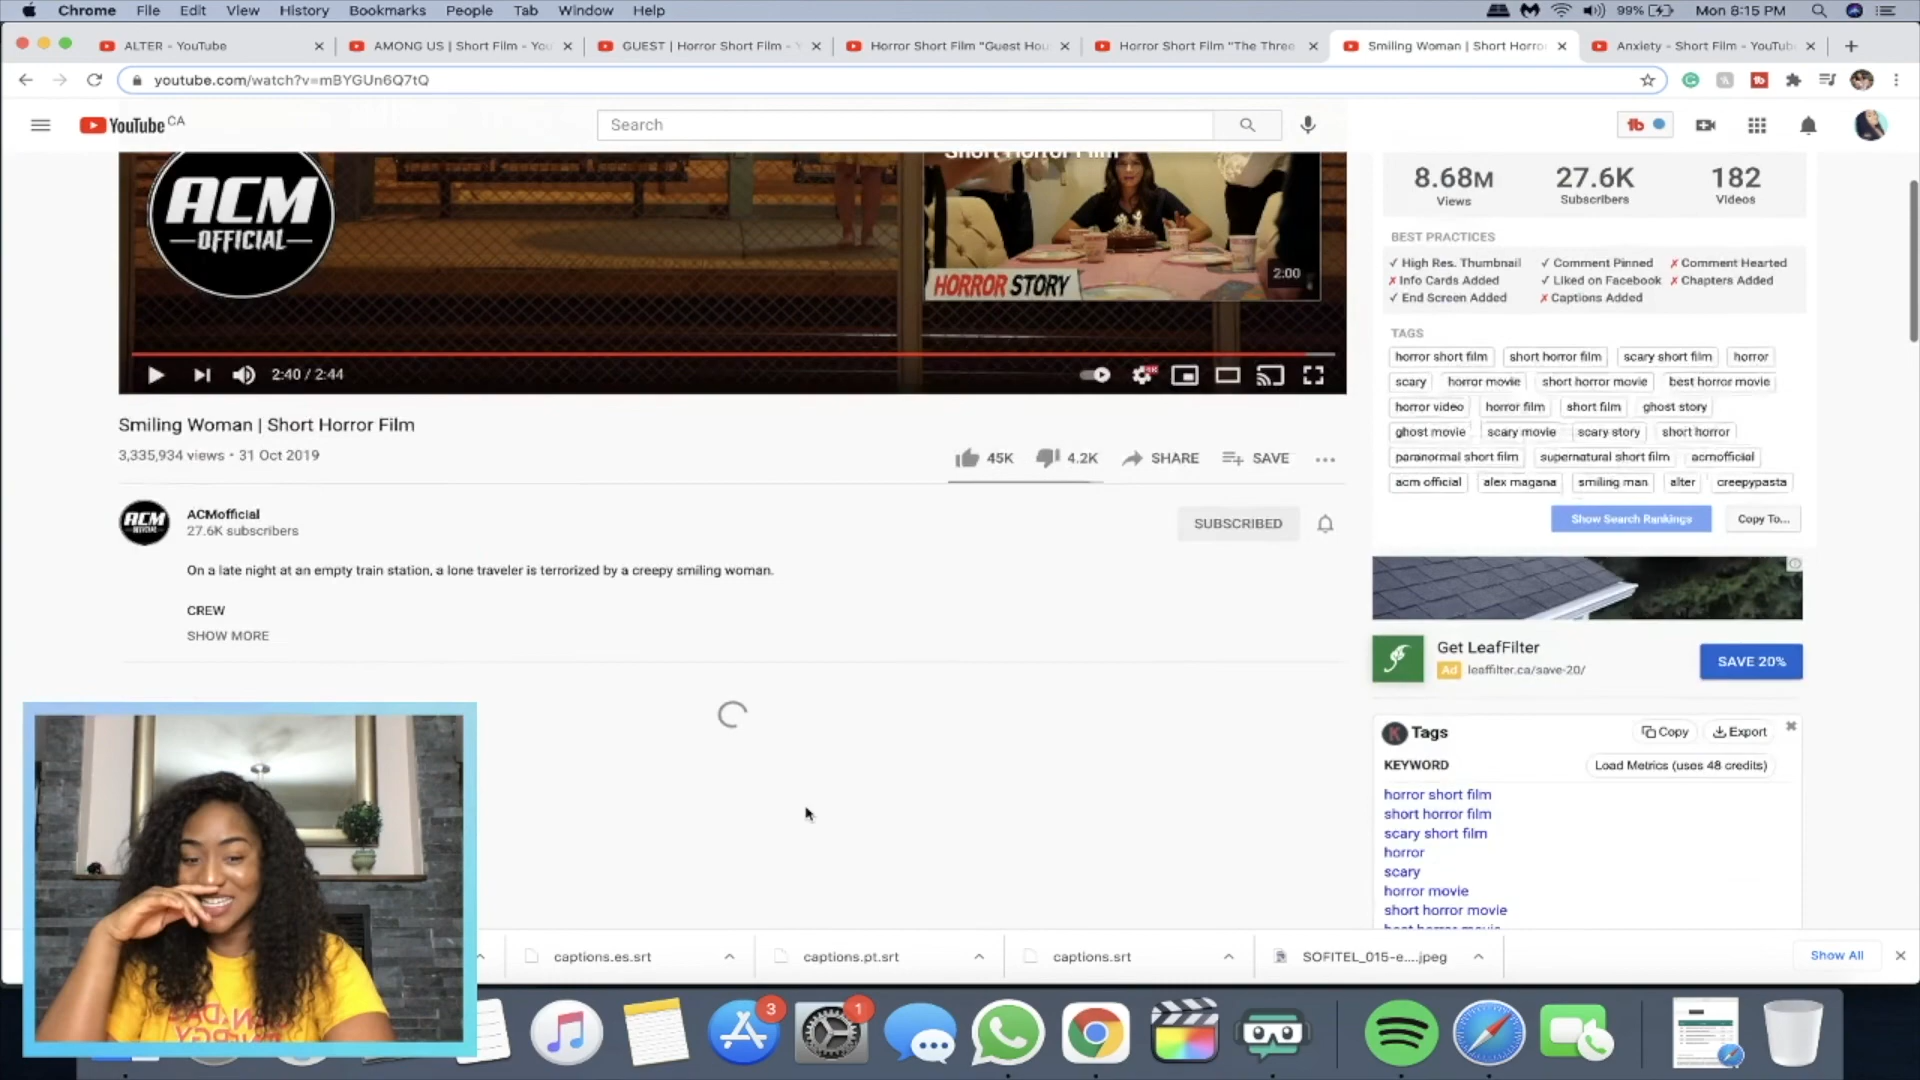 Chrome File Edit View History Bookmarks People Tab Window Help 99% Mon 8:15 PM
ALTER - YouTube
AMONG US | Short Film - You
GUEST | Horror Short Film -
Horror Short Film "Guest Hou
Horror Short Film "The Three
Smiling Woman | Short Horro
Anxiety - Short Film - YouTub
youtube.com/watch?v=mBYGUn6Q7tQ
YouTube CA
Search
Short Horror Film
ACM
OFFICIAL
HORROR STORY
2:00
2:40 / 2:44
Smiling Woman | Short Horror Film
3,335,934 views • 31 Oct 2019
45K 4.2K SHARE SAVE
ACM OFFICIAL
ACMofficial
27.6K subscribers
SUBSCRIBED
On a late night at an empty train station, a lone traveler is terrorized by a creepy smiling woman.
CREW
SHOW MORE
8.68M 27.6K 182
Views Subscribers Videos
BEST PRACTICES
✓ High Res. Thumbnail ✓ Comment Pinned ✗ Comment Hearted
✗ Info Cards Added ✓ Liked on Facebook ✗ Chapters Added
✓ End Screen Added ✗ Captions Added
TAGS
horror short film short horror film scary short film horror
scary horror movie short horror movie best horror movie
horror video horror film short film ghost story
ghost movie scary movie scary story short horror
paranormal short film supernatural short film acmofficial
acm official alex magana smiling man alter creepypasta
Show Search Rankings Copy To...
Get LeafFilter
Ad leaffilter.ca/save-20/
SAVE 20%
K Tags Copy Export
KEYWORD Load Metrics (uses 48 credits)
horror short film
short horror film
scary short film
horror
scary
horror movie
short horror movie
best horror movie
captions.es.srt captions.pt.srt captions.srt SOFITEL_015-e....jpeg Show All
3 1